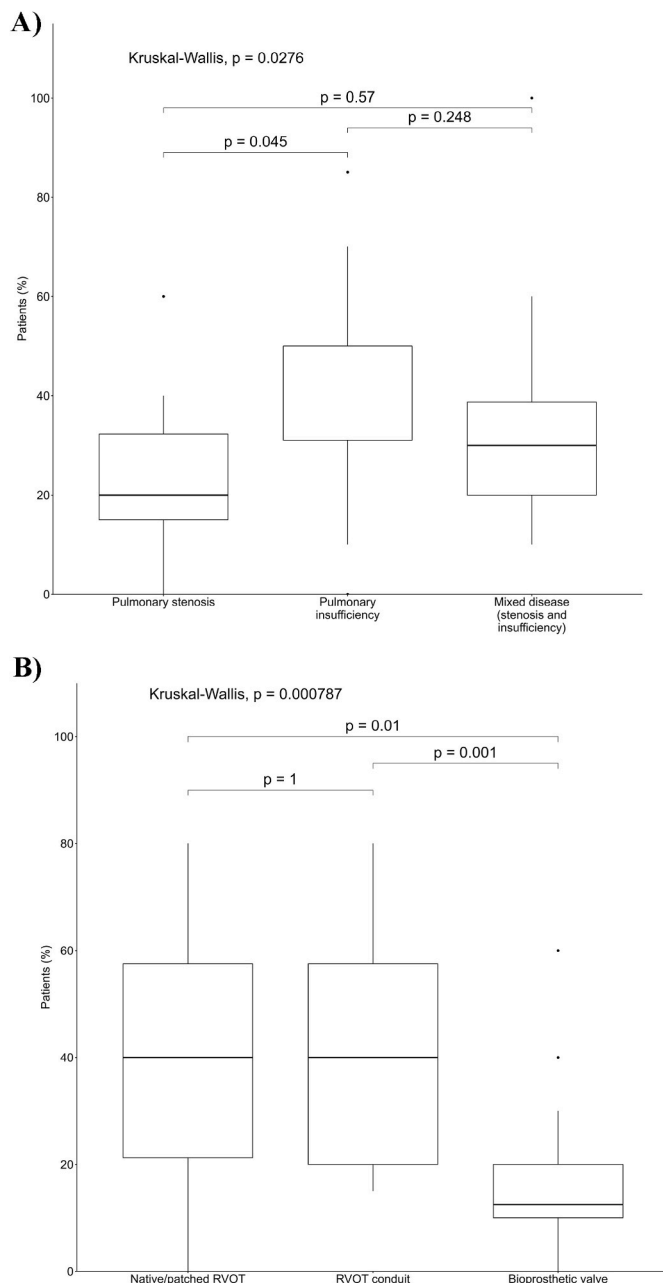 A)
Kruskal-Wallis, p = 0.0276
100
p = 0.57
p = 0.248
p = 0.045
80
Patients (%)
60
40
20
0
Pulmonary stenosis
Pulmonary
insufficiency
Mixed disease
(stenosis and
insufficiency)
B)
Kruskal-Wallis, p = 0.000787
100
p = 0.01
p = 0.001
p = 1
80
Patients (%)
60
40
20
0
Native/patched RVOT
RVOT conduit
Bioprosthetic valve